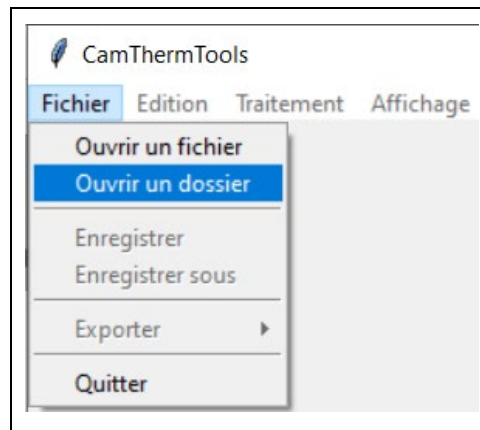 CamThermTools
Fichier Edition Traitement Affichage
Ouvrir un fichier
Ouvrir un dossier
Enregistrer
Enregistrer sous
Exporter
Quitter